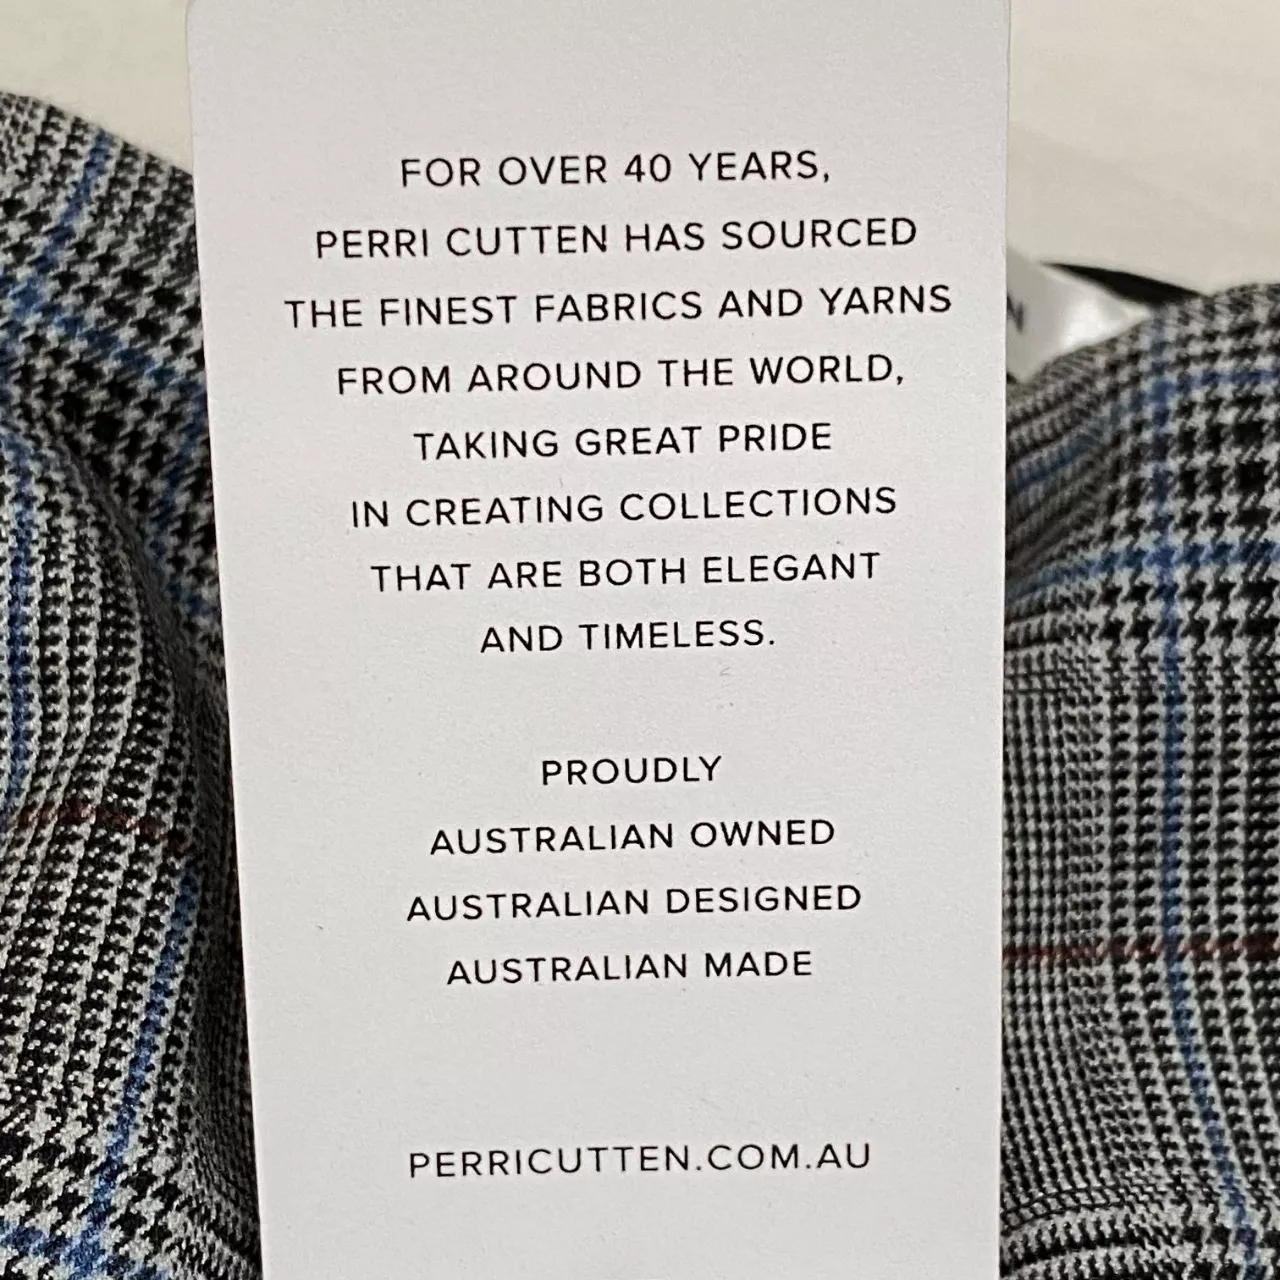 FOR OVER 40 YEARS,
PERRI CUTTEN HAS SOURCED
THE FINEST FABRICS AND YARNS
FROM AROUND THE WORLD,
TAKING GREAT PRIDE
IN CREATING COLLECTIONS
THAT ARE BOTH ELEGANT
AND TIMELESS.
PROUDLY
AUSTRALIAN OWNED
AUSTRALIAN DESIGNED
AUSTRALIAN MADE
PERRICUTTEN.COM.AU